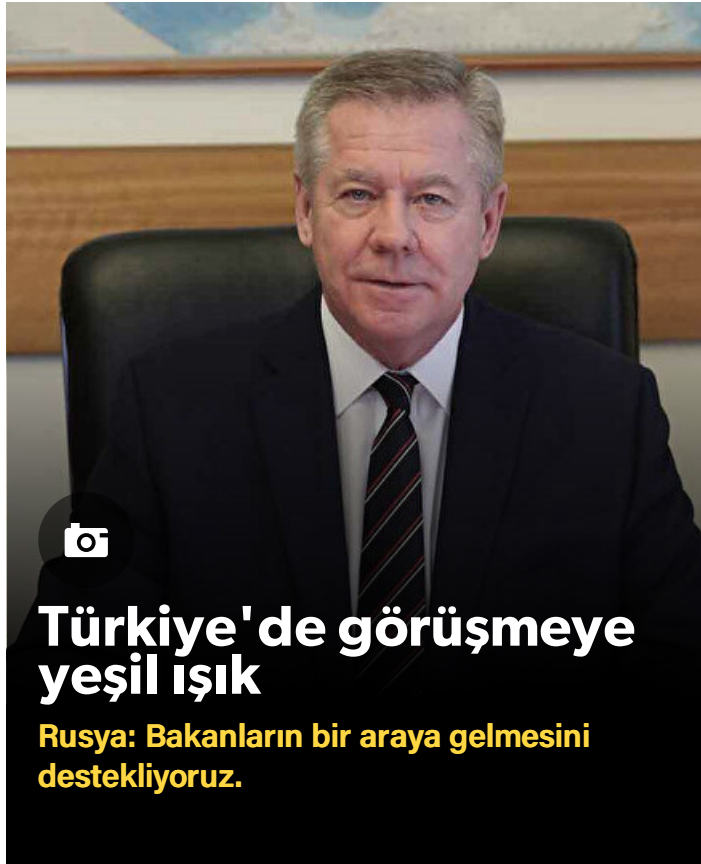 Türkiye'de görüşmeye
yeşil ışık
Rusya: Bakanların bir araya gelmesini
destekliyoruz.